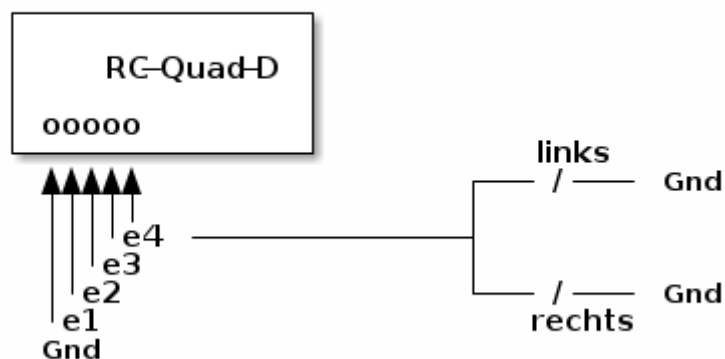 RC-Quad-D
ooooo
links
/ Gnd
e4
e3
e2
/ Gnd
e1 rechts
Gnd